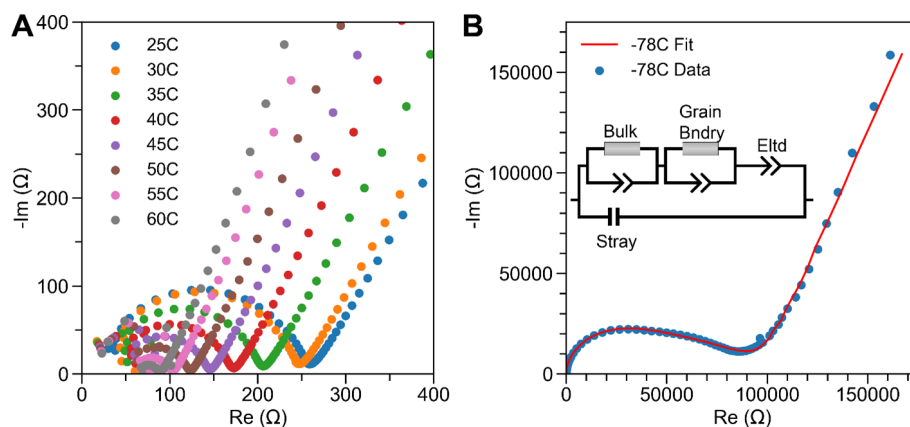 A
400
300
200
100
0
-Im (Ω)
25C
30C
35C
40C
45C
50C
55C
60C
0
100
200
300
400
Re (Ω)
B
150000
100000
50000
0
-Im (Ω)
-78C Fit
-78C Data
Bulk
Grain
Bndry
Eltd
Stray
0
50000
100000
150000
Re (Ω)